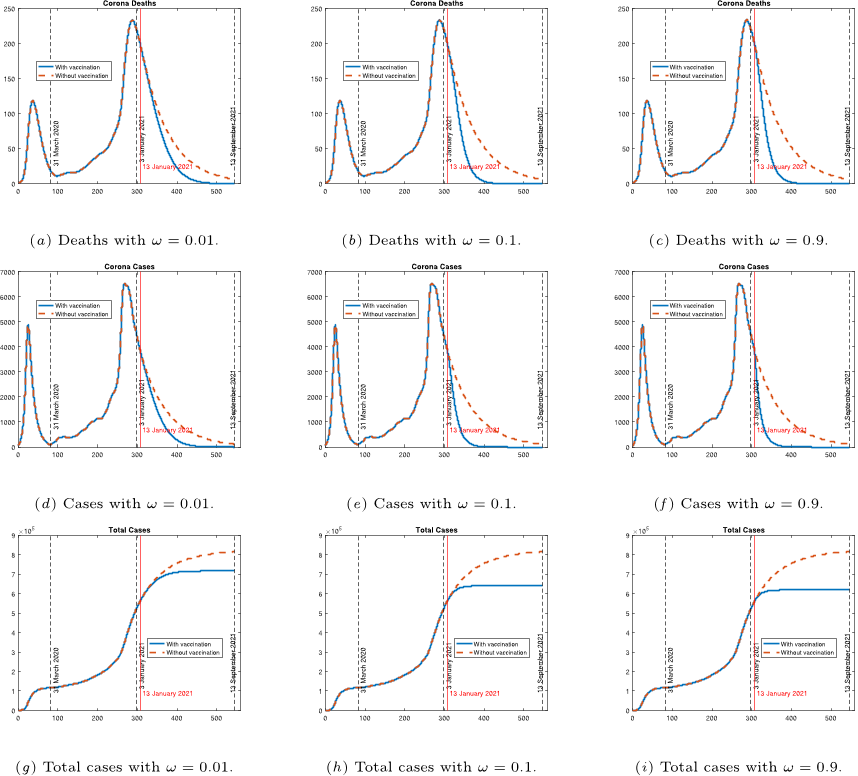 Corona Deaths
250
200
150
100
50
0
0 100 200 300 400 500
With vaccination
Without vaccination
31 March 2020
3 January 2021
13 January 2021
13 September 2021
(a) Deaths with ω = 0.01.
Corona Deaths
250
200
150
100
50
0
0 100 200 300 400 500
With vaccination
Without vaccination
31 March 2020
3 January 2021
13 January 2021
13 September 2021
(b) Deaths with ω = 0.1.
Corona Deaths
250
200
150
100
50
0
0 100 200 300 400 500
With vaccination
Without vaccination
31 March 2020
3 January 2021
13 January 2021
13 September 2021
(c) Deaths with ω = 0.9.
Corona Cases
7000
6000
5000
4000
3000
2000
1000
0
0 100 200 300 400 500
With vaccination
Without vaccination
31 March 2020
3 January 2021
13 January 2021
13 September 2021
(d) Cases with ω = 0.01.
Corona Cases
7000
6000
5000
4000
3000
2000
1000
0
0 100 200 300 400 500
With vaccination
Without vaccination
31 March 2020
3 January 2021
13 January 2021
13 September 2021
(e) Cases with ω = 0.1.
Corona Cases
7000
6000
5000
4000
3000
2000
1000
0
0 100 200 300 400 500
With vaccination
Without vaccination
31 March 2020
3 January 2021
13 January 2021
13 September 2021
(f) Cases with ω = 0.9.
×10⁵
Total Cases
9
8
7
6
5
4
3
2
1
0
0 100 200 300 400 500
With vaccination
Without vaccination
31 March 2020
3 January 2021
13 January 2021
13 September 2021
(g) Total cases with ω = 0.01.
×10⁵
Total Cases
9
8
7
6
5
4
3
2
1
0
0 100 200 300 400 500
With vaccination
Without vaccination
31 March 2020
3 January 2021
13 January 2021
13 September 2021
(h) Total cases with ω = 0.1.
×10⁵
Total Cases
9
8
7
6
5
4
3
2
1
0
0 100 200 300 400 500
With vaccination
Without vaccination
31 March 2020
3 January 2021
13 January 2021
13 September 2021
(i) Total cases with ω = 0.9.